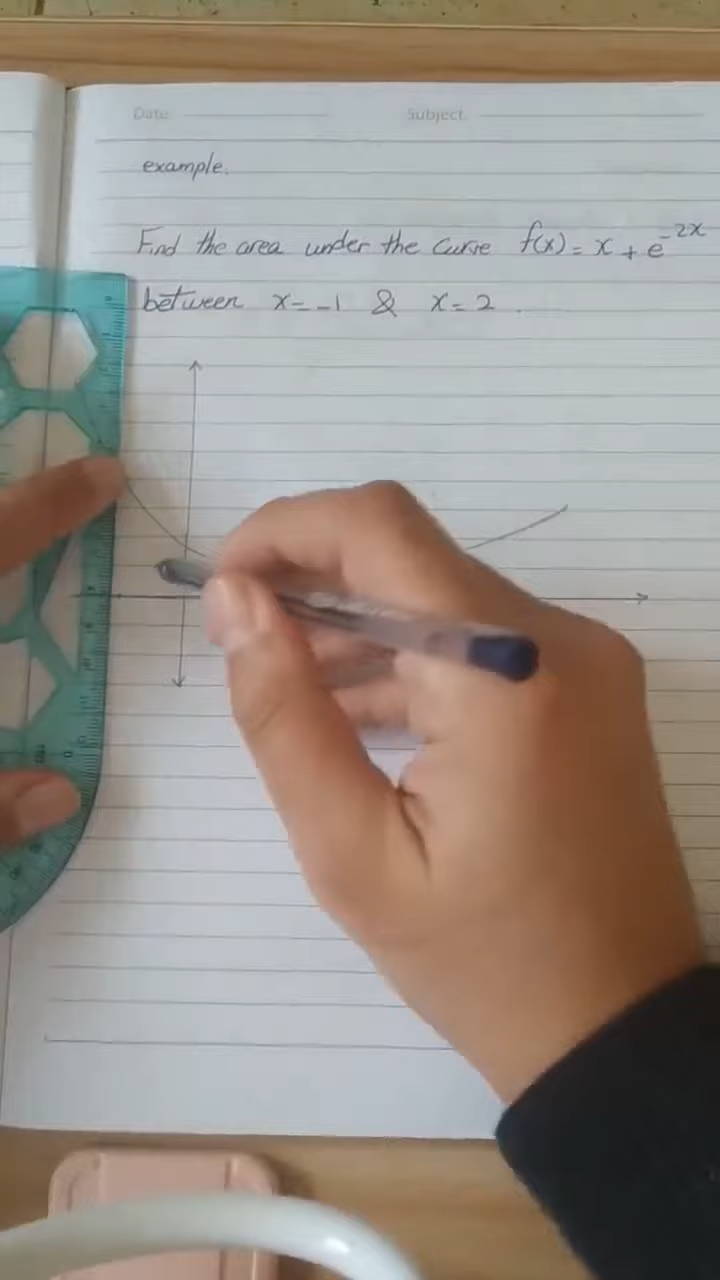 Date:
Subject:
example.
Find the area under the curve f(x) = x + e^-2x
between x = -1 & x = 2 .